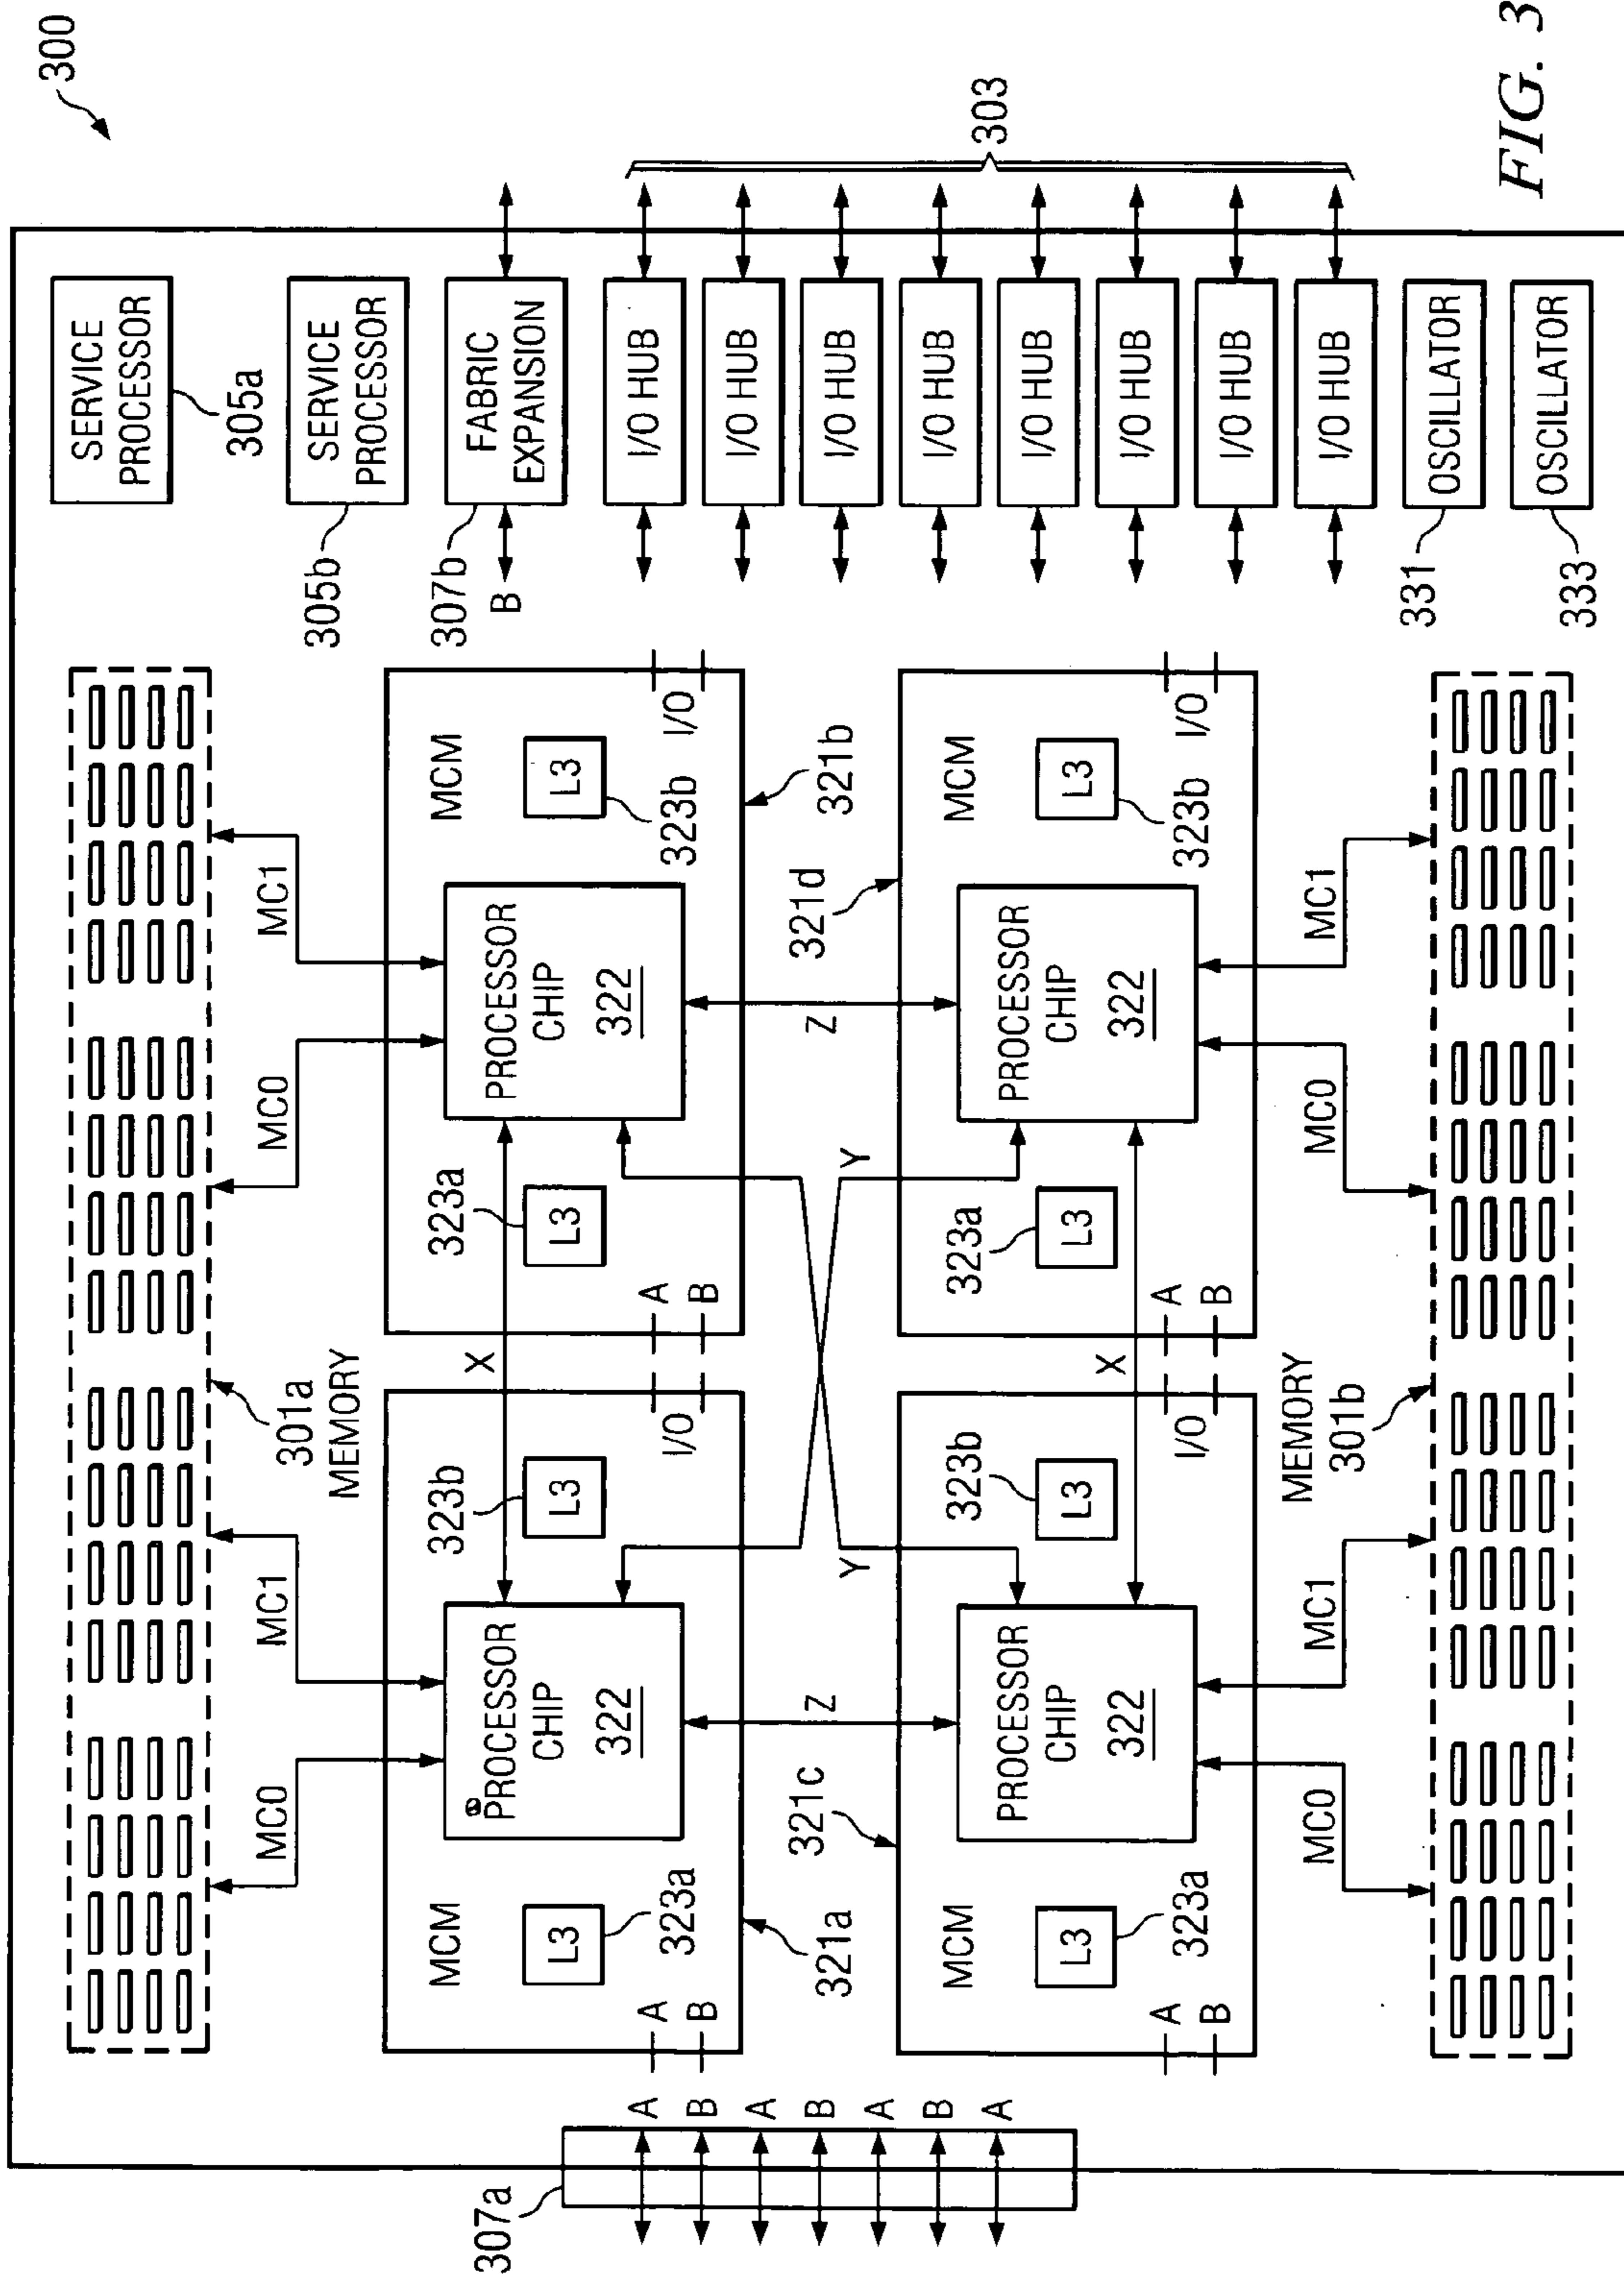 300
SERVICE
PROCESSOR
305a
SERVICE
PROCESSOR
305b
FABRIC
EXPANSION
307b
B
I/O HUB
I/O HUB
I/O HUB
I/O HUB
I/O HUB
I/O HUB
I/O HUB
I/O HUB
303
OSCILLATOR
331
OSCILLATOR
333
301a
MEMORY
MC0
MC1
MC0
MC1
MCM
PROCESSOR
CHIP
322
L3
323a
L3
323b
A
B
I/O
321a
X
MCM
PROCESSOR
CHIP
322
L3
323a
L3
323b
A
B
I/O
321b
Z
Y
Y
Z
321c
MCM
PROCESSOR
CHIP
322
L3
323a
L3
323b
A
B
I/O
X
321d
MCM
PROCESSOR
CHIP
322
L3
323a
L3
323b
A
B
I/O
MC0
MC1
MC0
MC1
MEMORY
301b
307a
A
B
A
B
A
B
A
FIG. 3